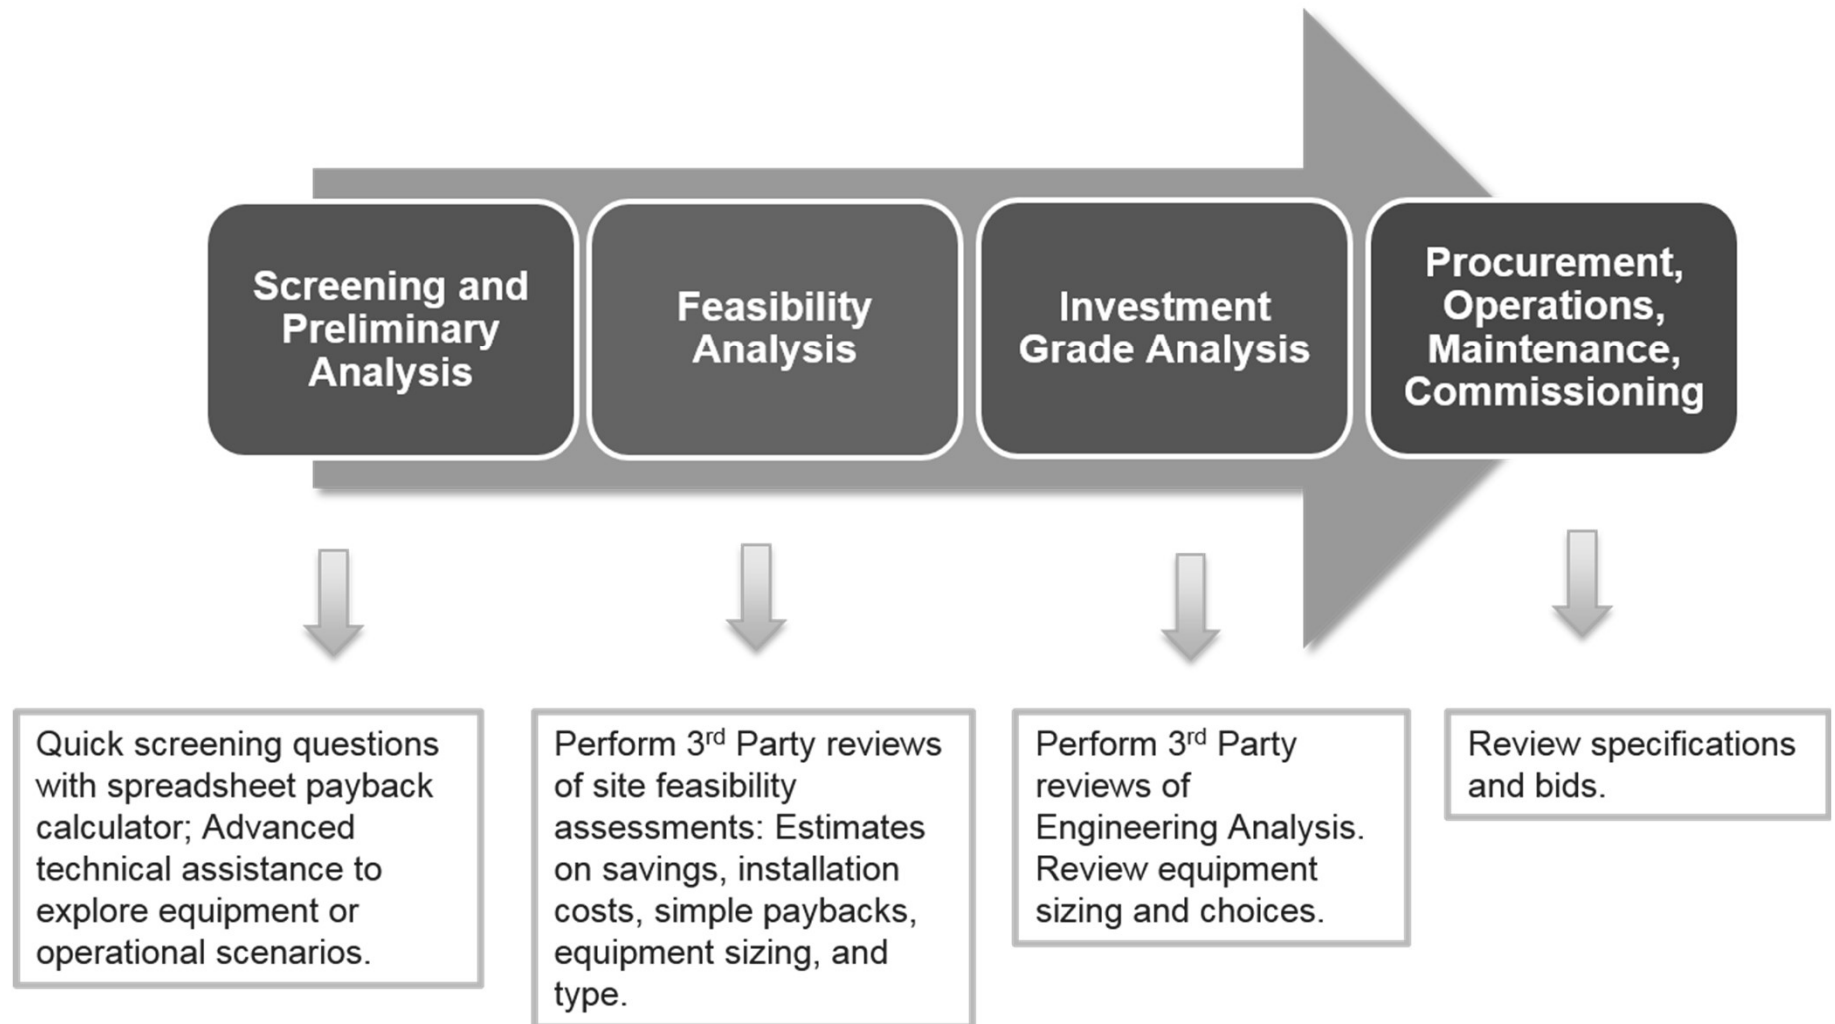 Screening and
Preliminary
Analysis
Feasibility
Analysis
Investment
Grade Analysis
Procurement,
Operations,
Maintenance,
Commissioning
Quick screening questions
with spreadsheet payback
calculator; Advanced
technical assistance to
explore equipment or
operational scenarios.
Perform 3rd Party reviews
of site feasibility
assessments: Estimates
on savings, installation
costs, simple paybacks,
equipment sizing, and
type.
Perform 3rd Party
reviews of
Engineering Analysis.
Review equipment
sizing and choices.
Review specifications
and bids.